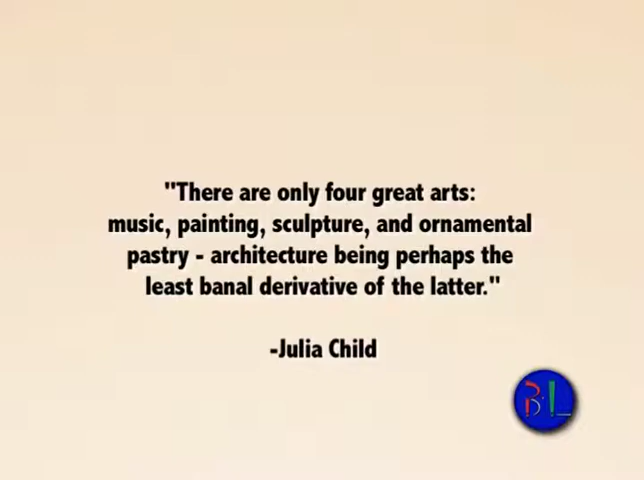 "There are only four great arts:
music, painting, sculpture, and ornamental
pastry - architecture being perhaps the
least banal derivative of the latter."
-Julia Child
BL